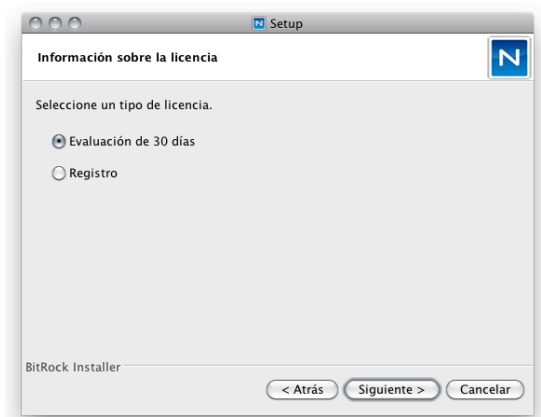 Setup
Información sobre la licencia
N
Seleccione un tipo de licencia.
Evaluación de 30 días
Registro
BitRock Installer
< Atrás
Siguiente >
Cancelar